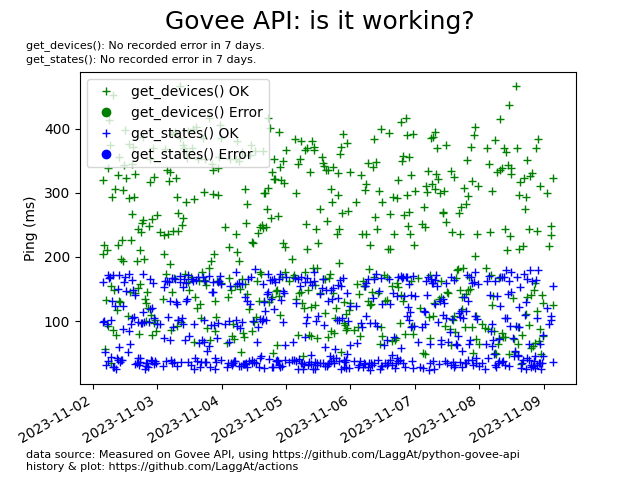 Govee API: is it working?
get_devices(): No recorded error in 7 days.
get_states(): No recorded error in 7 days.
get_devices() OK
get_devices() Error
get_states() OK
get_states() Error
Ping (ms)
400
300
200
100
2023-11-02
2023-11-03
2023-11-04
2023-11-05
2023-11-06
2023-11-07
2023-11-08
2023-11-09
data source: Measured on Govee API, using https://github.com/LaggAt/python-govee-api
history & plot: https://github.com/LaggAt/actions